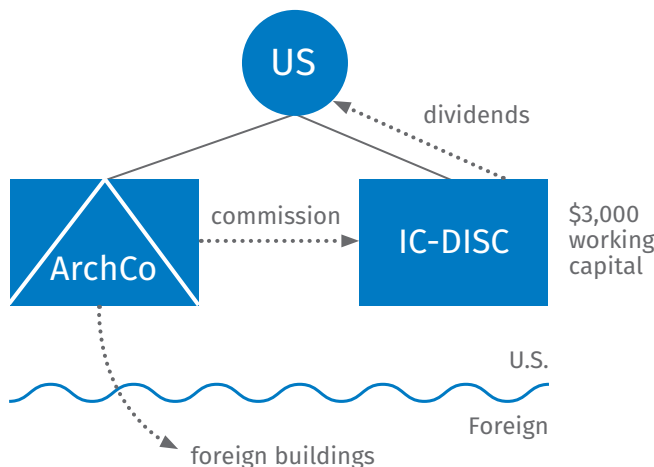 US
dividends
commission
ArchCo
IC-DISC
$3,000
working
capital
U.S.
Foreign
foreign buildings